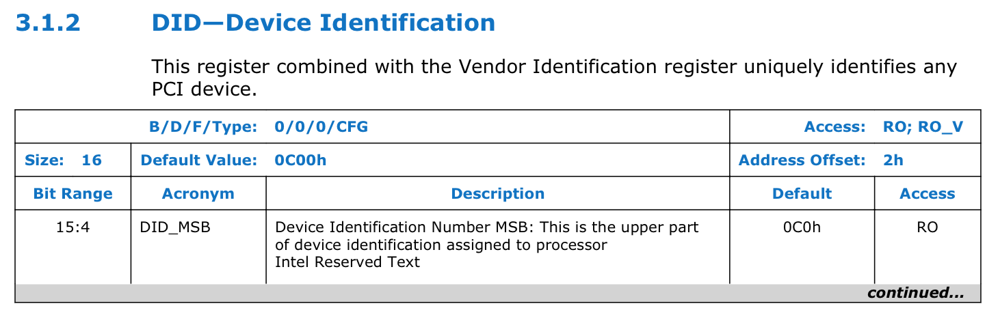 3.1.2 DID—Device Identification
This register combined with the Vendor Identification register uniquely identifies any
PCI device.
B/D/F/Type: 0/0/0/CFG Access: RO; RO_V
Size: 16 Default Value: 0C00h Address Offset: 2h
Bit Range Acronym Description Default Access
15:4 DID_MSB Device Identification Number MSB: This is the upper part 0C0h RO
of device identification assigned to processor
Intel Reserved Text
continued...